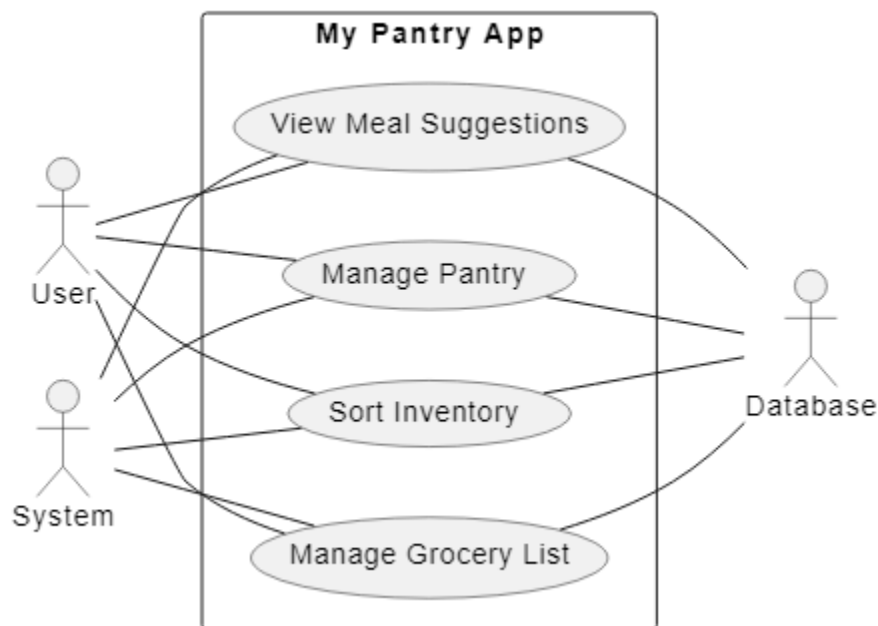 My Pantry App
View Meal Suggestions
User
Manage Pantry
Sort Inventory
Database
System
Manage Grocery List